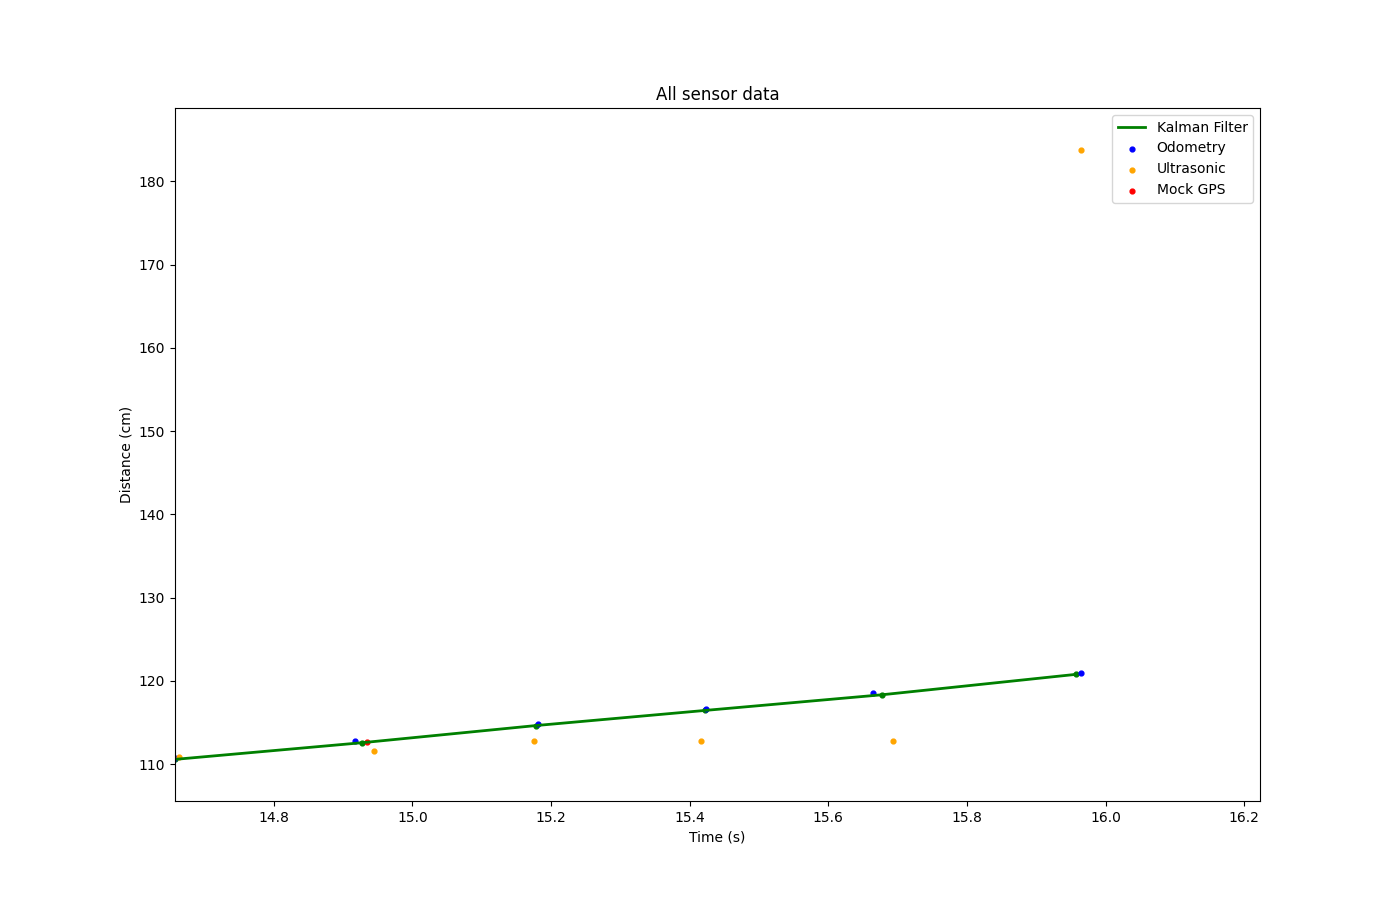 All sensor data
Kalman Filter
Odometry
Ultrasonic
Mock GPS
180
170
160
150
140
130
120
110
Distance (cm)
14.8 15.0 15.2 15.4 15.6 15.8 16.0 16.2
Time (s)